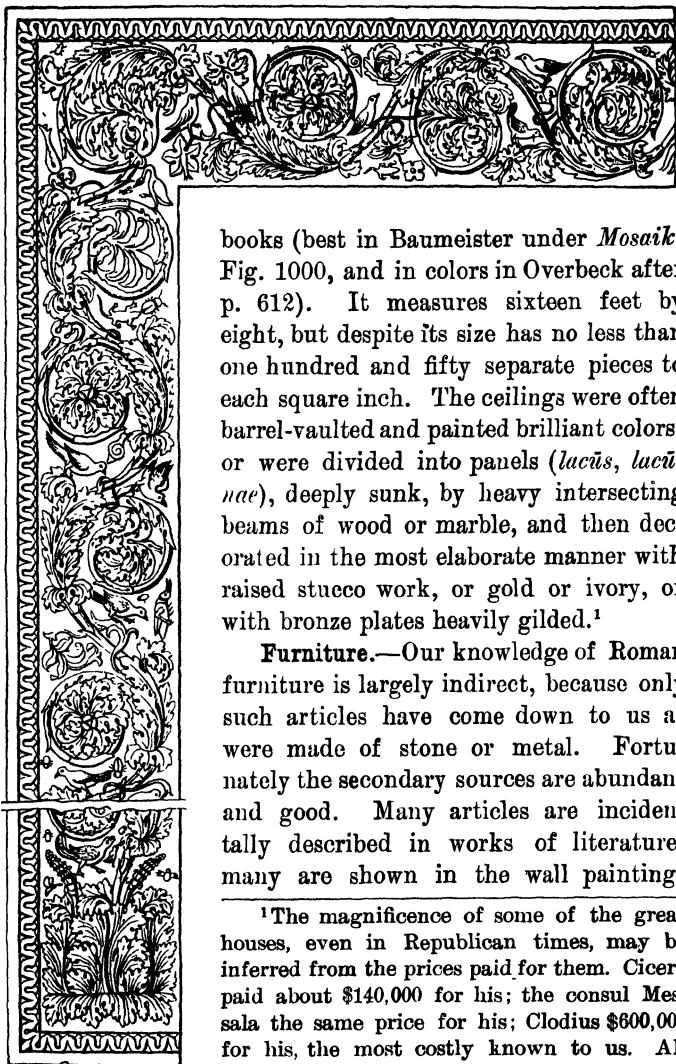 books (best in Baumeister under Mosaik
Fig. 1000, and in colors in Overbeck afte
p. 612). It measures sixteen feet by
eight, but despite its size has no less than
one hundred and fifty separate pieces to
each square inch. The ceilings were often
barrel-vaulted and painted brilliant colors
or were divided into panels (lacūs, lacū
nae), deeply sunk, by heavy intersecting
beams of wood or marble, and then dec
orated in the most elaborate manner with
raised stucco work, or gold or ivory, or
with bronze plates heavily gilded.¹
Furniture.—Our knowledge of Roman
furniture is largely indirect, because only
such articles have come down to us a
were made of stone or metal. Fortu
nately the secondary sources are abundan
and good. Many articles are inciden
tally described in works of literature
many are shown in the wall painting
¹The magnificence of some of the grea
houses, even in Republican times, may b
inferred from the prices paid for them. Cicer
paid about $140,000 for his; the consul Mes
sala the same price for his; Clodius $600,00
for his, the most costly known to us. Al